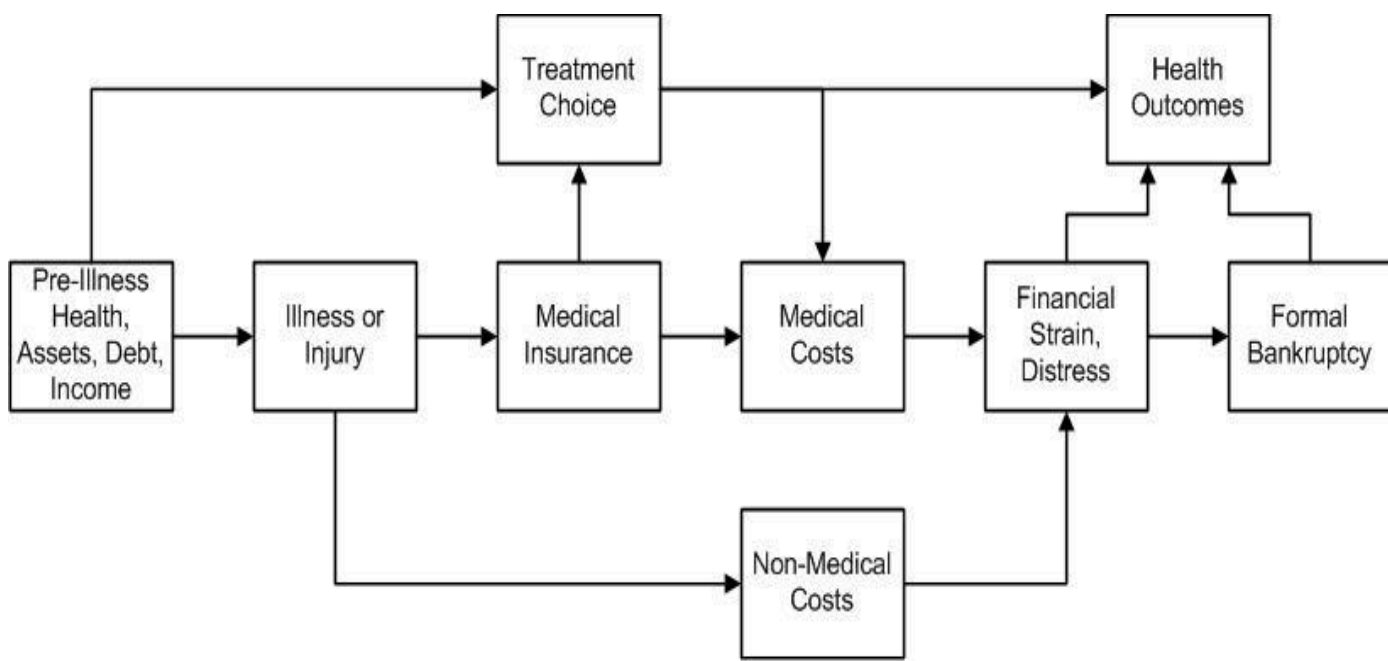 Treatment
Choice
Health
Outcomes
Pre-Illness
Health,
Assets, Debt,
Income
Illness or
Injury
Medical
Insurance
Medical
Costs
Financial
Strain,
Distress
Formal
Bankruptcy
Non-Medical
Costs